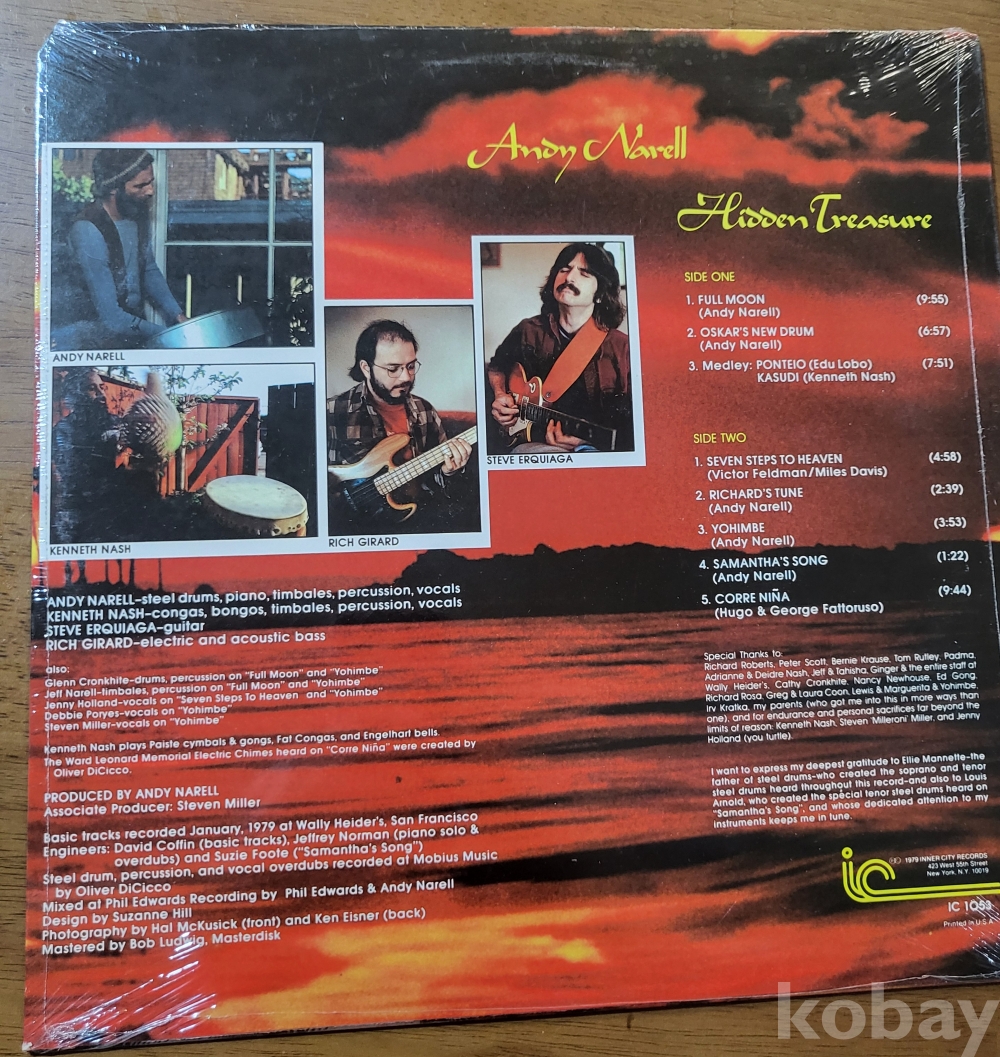 Andy Narell
Hidden Treasure
ANDY NARELL
KENNETH NASH
RICH GIRARD
STEVE ERQUIAGA
SIDE ONE
1. FULL MOON (9:55)
(Andy Narell)
2. OSKAR'S NEW DRUM (6:57)
(Andy Narell)
3. Medley: PONTEIO (Edu Lobo) (7:51)
KASUDI (Kenneth Nash)
SIDE TWO
1. SEVEN STEPS TO HEAVEN (4:58)
(Victor Feldman/Miles Davis)
2. RICHARD'S TUNE (2:39)
(Andy Narell)
3. YOHIMBE (3:53)
(Andy Narell)
4. SAMANTHA'S SONG (1:22)
(Andy Narell)
5. CORRE NIÑA (9:44)
(Hugo & George Fattoruso)
ANDY NARELL–steel drums, piano, timbales, percussion, vocals
KENNETH NASH–congas, bongos, timbales, percussion, vocals
STEVE ERQUIAGA–guitar
RICH GIRARD–electric and acoustic bass
also:
Glenn Cronkhite–drums, percussion on "Full Moon" and "Yohimbe"
Jeff Narell–timbales, percussion on "Full Moon" and "Yohimbe"
Jenny Holland–vocals on "Seven Steps To Heaven" and "Yohimbe"
Debbie Poryes–vocals on "Yohimbe"
Steven Miller–vocals on "Yohimbe"
Kenneth Nash plays Paiste cymbals & gongs, Fat Congas, and Engelhart bells.
The Ward Leonard Memorial Electric Chimes heard on "Corre Niña" were created by
Oliver DiCicco.
PRODUCED BY ANDY NARELL
Associate Producer: Steven Miller
Basic tracks recorded January, 1979 at Wally Heider's, San Francisco
Engineers: David Coffin (basic tracks), Jeffrey Norman (piano solo &
overdubs) and Suzie Foote ("Samantha's Song")
Steel drum, percussion, and vocal overdubs recorded at Mobius Music
by Oliver DiCicco
Mixed at Phil Edwards Recording by Phil Edwards & Andy Narell
Design by Suzanne Hill
Photography by Hal McKusick (front) and Ken Eisner (back)
Mastered by Bob Ludwig, Masterdisk
Special Thanks to:
Richard Roberts, Peter Scott, Bernie Krause, Tom Rutley, Padma,
Adrianne & Deidre Nash, Jeff & Tahisha, Ginger & the entire staff at
Wally Heider's, Cathy Cronkhite, Nancy Newhouse, Ed Gong,
Richard Rosa, Greg & Laura Coon, Lewis & Marguerita & Yohimbe,
Irv Kratka, my parents (who got me into this in more ways than
one), and for endurance and personal sacrifices far beyond the
limits of reason: Kenneth Nash, Steven 'Milleroni' Miller, and Jenny
Holland (you turtle).
I want to express my deepest gratitude to Ellie Mannette–the
father of steel drums–who created the soprano and tenor
steel drums heard throughout this record–and also to Louis
Arnold, who created the special tenor steel drums heard on
"Samantha's Song", and whose dedicated attention to my
instruments keeps me in tune.
ic
℗ 1979 INNER CITY RECORDS
423 West 55th Street
New York, N.Y. 10019
IC 1053
Printed in U.S.A.
kobay